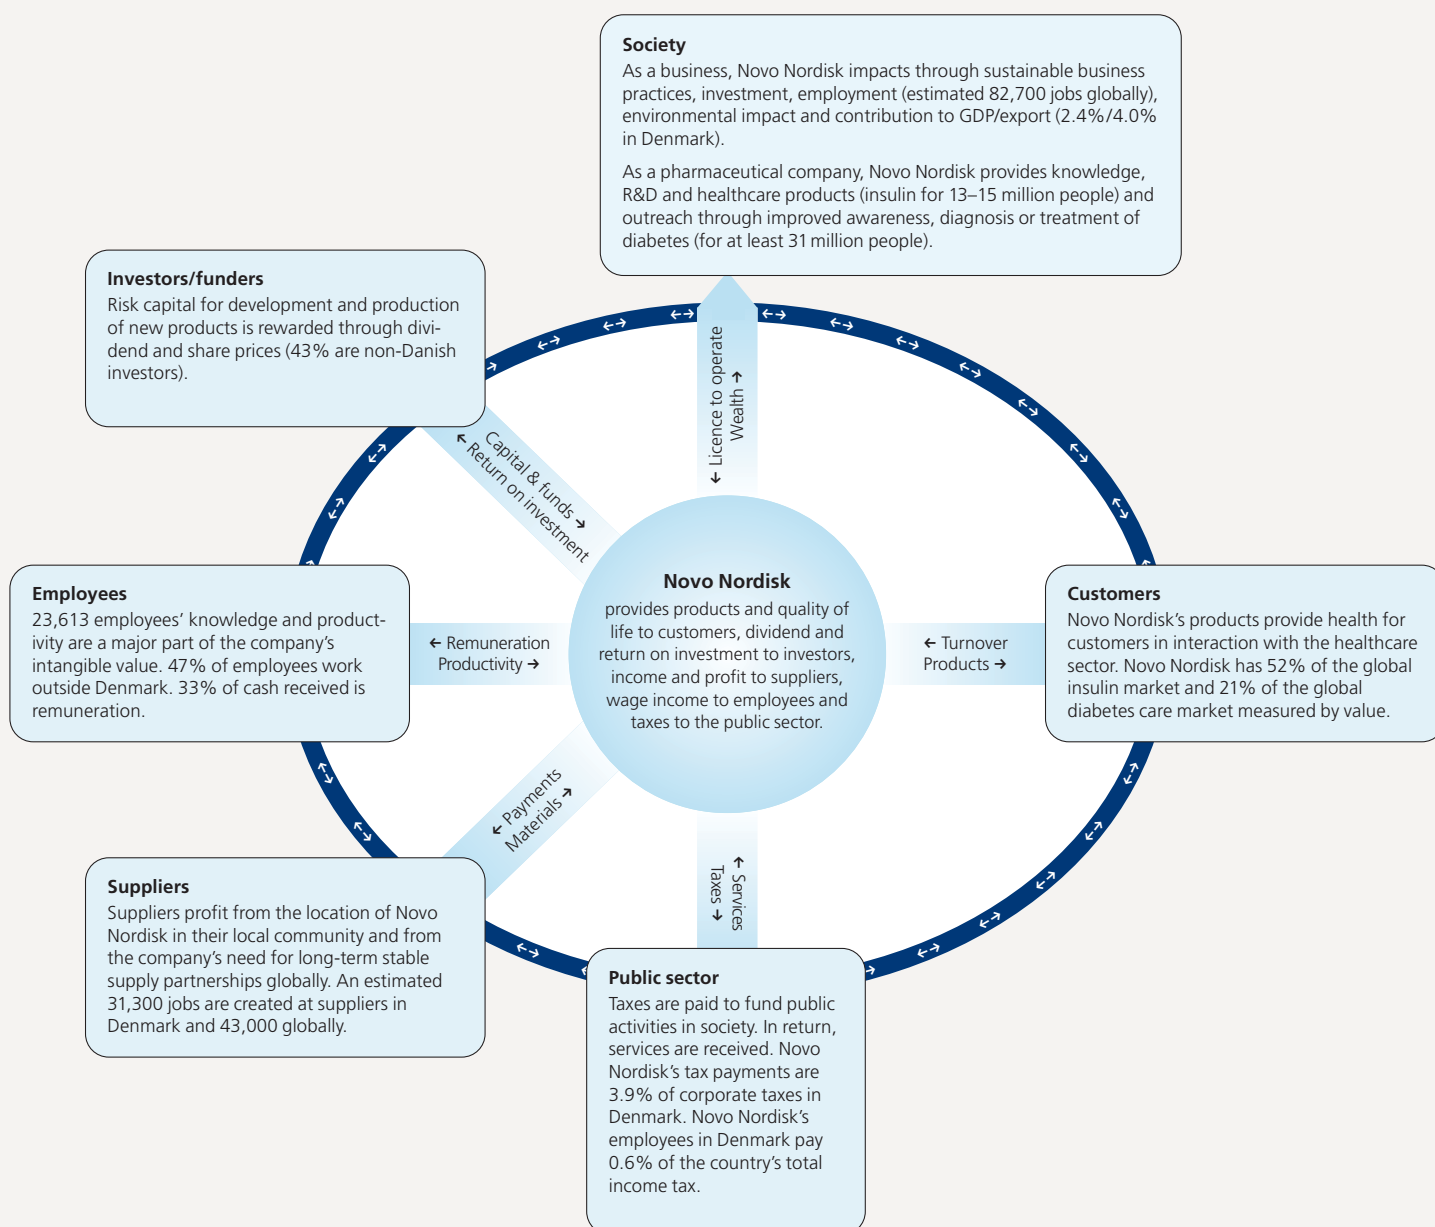 Society
As a business, Novo Nordisk impacts through sustainable business
practices, investment, employment (estimated 82,700 jobs globally),
environmental impact and contribution to GDP/export (2.4%/4.0%
in Denmark).
As a pharmaceutical company, Novo Nordisk provides knowledge,
R&D and healthcare products (insulin for 13–15 million people) and
outreach through improved awareness, diagnosis or treatment of
diabetes (for at least 31 million people).
Investors/funders
Risk capital for development and production
of new products is rewarded through divi-
dend and share prices (43% are non-Danish
investors).
← Licence to operate
Wealth →
Capital & funds →
← Return on investment
Employees
23,613 employees’ knowledge and product-
ivity are a major part of the company’s
intangible value. 47% of employees work
outside Denmark. 33% of cash received is
remuneration.
← Remuneration
Productivity →
Novo Nordisk
provides products and quality of
life to customers, dividend and
return on investment to investors,
income and profit to suppliers,
wage income to employees and
taxes to the public sector.
← Turnover
Products →
Customers
Novo Nordisk’s products provide health for
customers in interaction with the healthcare
sector. Novo Nordisk has 52% of the global
insulin market and 21% of the global
diabetes care market measured by value.
← Payments
Materials →
← Services
Taxes →
Suppliers
Suppliers profit from the location of Novo
Nordisk in their local community and from
the company’s need for long-term stable
supply partnerships globally. An estimated
31,300 jobs are created at suppliers in
Denmark and 43,000 globally.
Public sector
Taxes are paid to fund public
activities in society. In return,
services are received. Novo
Nordisk’s tax payments are
3.9% of corporate taxes in
Denmark. Novo Nordisk’s
employees in Denmark pay
0.6% of the country’s total
income tax.